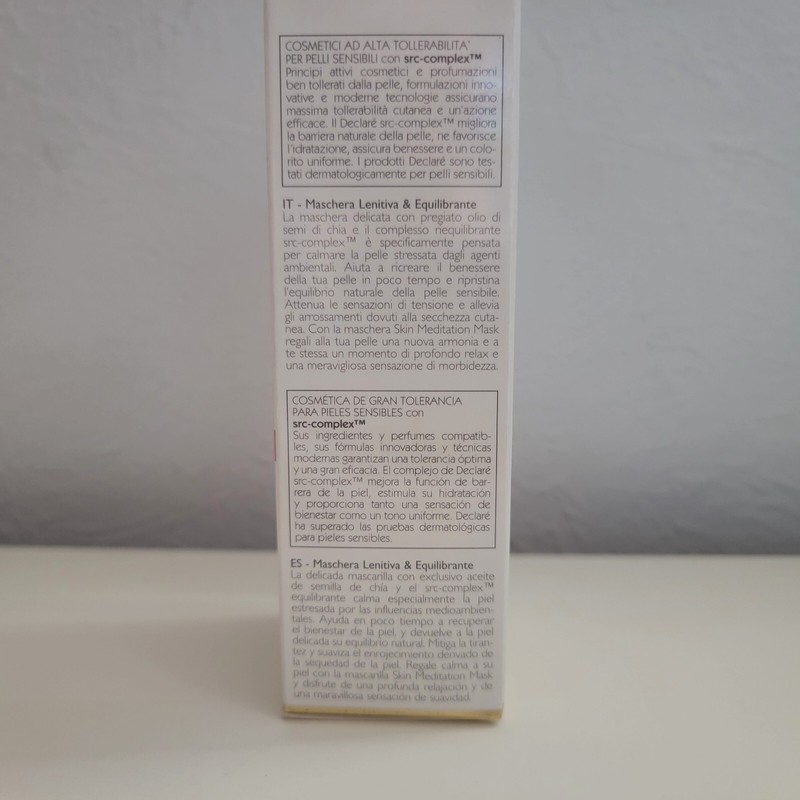 COSMETICI AD ALTA TOLLERABILITA'
PER PELLI SENSIBILI con src-complex™
Principi attivi cosmetici e profumazioni
ben tollerati dalla pelle, formulazioni inno-
vative e moderne tecnologie assicurano
massima tollerabilità cutanea e un'azione
efficace. Il Declaré src-complex™ migliora
la barriera naturale della pelle, ne favorisce
l'idratazione, assicura benessere e un colo-
rito uniforme. I prodotti Declaré sono tes-
tati dermatologicamente per pelli sensibili.
IT - Maschera Lenitiva & Equilibrante
La maschera delicata con pregiato olio di
semi di chia e il complesso riequilibrante
src-complex™ è specificamente pensata
per calmare la pelle stressata dagli agenti
ambientali. Aiuta a ricreare il benessere
della tua pelle in poco tempo e ripristina
l'equilibrio naturale della pelle sensibile.
Attenua le sensazioni di tensione e allevia
gli arrossamenti dovuti alla secchezza cuta-
nea. Con la maschera Skin Meditation Mask
regali alla tua pelle una nuova armonia e a
te stessa un momento di profondo relax e
una meravigliosa sensazione di morbidezza.
COSMÉTICA DE GRAN TOLERANCIA
PARA PIELES SENSIBLES con
src-complex™
Sus ingredientes y perfumes compatib-
les, sus fórmulas innovadoras y técnicas
modernas garantizan una tolerancia óptima
y una gran eficacia. El complejo de Declaré
src-complex™ mejora la función de bar-
rera de la piel, estimula su hidratación
y proporciona tanto una sensación de
bienestar como un tono uniforme. Declaré
ha superado las pruebas dermatológicas
para pieles sensibles.
ES - Maschera Lenitiva & Equilibrante
La delicada mascarilla con exclusivo aceite
de semilla de chía y el src-complex™
equilibrante calma especialmente la piel
estresada por las influencias medioambien-
tales. Ayuda en poco tiempo a recuperar
el bienestar de la piel, y devuelve a la piel
delicada su equilibrio natural. Mitiga la tiran-
tez y suaviza el enrojecimiento derivado de
la sequedad de la piel. Regale calma a su
piel con la mascarilla Skin Meditation Mask
y disfrute de una profunda relajación y de
una maravillosa sensación de suavidad.